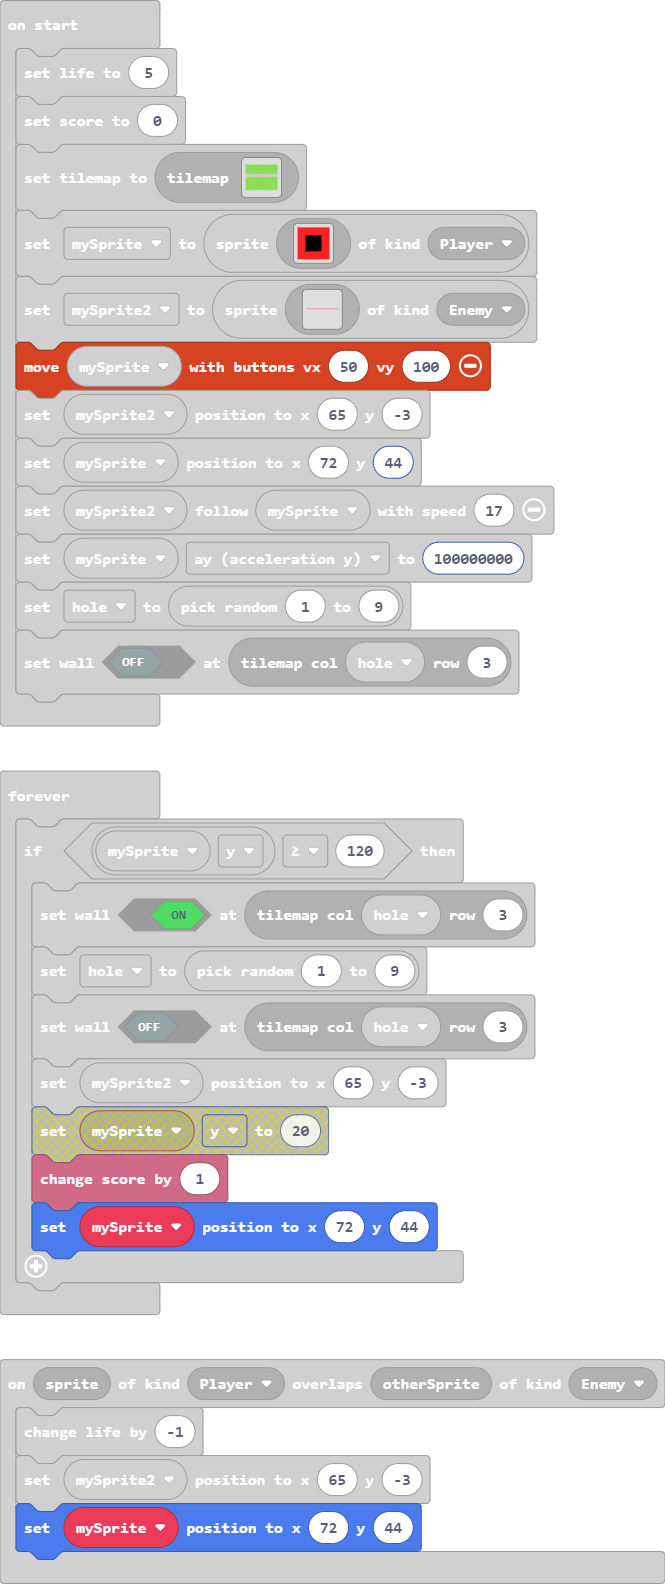 on start
set life to 5
set score to 0
set tilemap to tilemap
set mySprite to sprite of kind Player
set mySprite2 to sprite of kind Enemy
move mySprite with buttons vx 50 vy 100
set mySprite2 position to x 65 y -3
set mySprite position to x 72 y 44
set mySprite2 follow mySprite with speed 17
set mySprite ay (acceleration y) to 100000000
set hole to pick random 1 to 9
set wall OFF at tilemap col hole row 3
forever
if mySprite y ≥ 120 then
set wall ON at tilemap col hole row 3
set hole to pick random 1 to 9
set wall OFF at tilemap col hole row 3
set mySprite2 position to x 65 y -3
set mySprite y to 20
change score by 1
set mySprite position to x 72 y 44
on sprite of kind Player overlaps otherSprite of kind Enemy
change life by -1
set mySprite2 position to x 65 y -3
set mySprite position to x 72 y 44